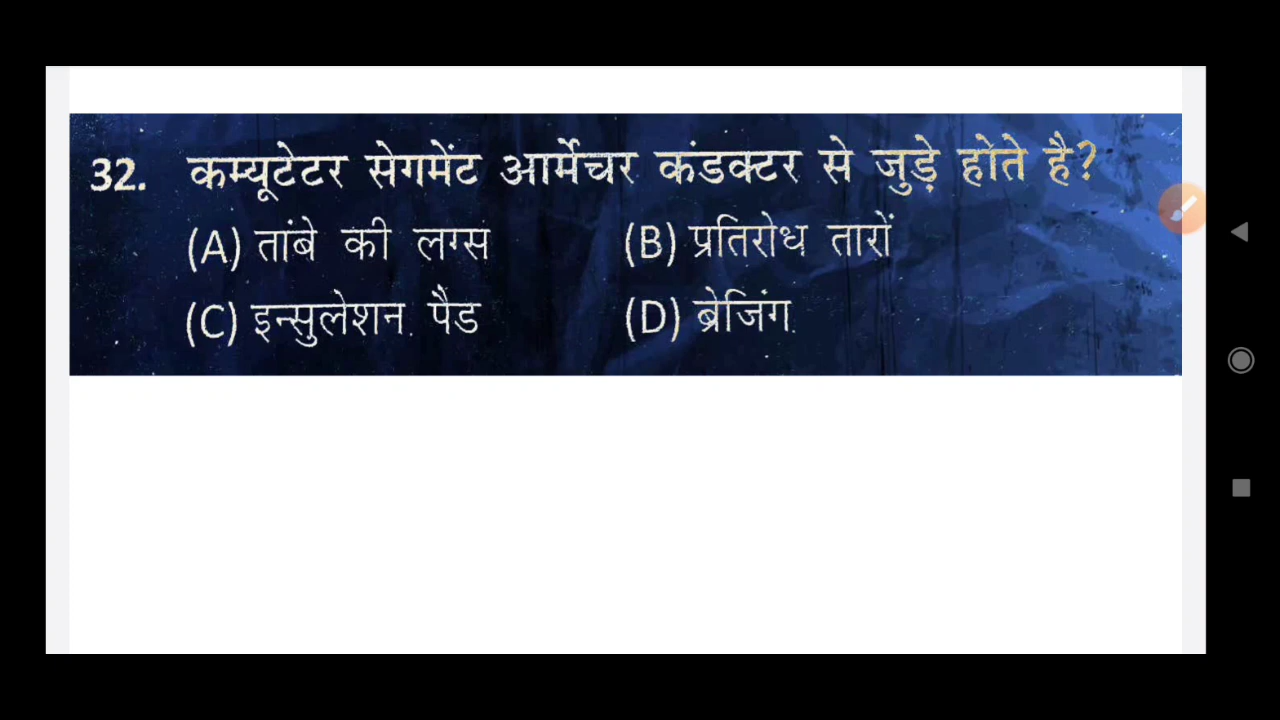 32. कम्यूटेटर सेगमेंट आर्मेचर कंडक्टर से जुड़े होते है?
(A) तांबे की लग्स (B) प्रतिरोध तारों
(C) इन्सुलेशन पैड (D) ब्रेजिंग